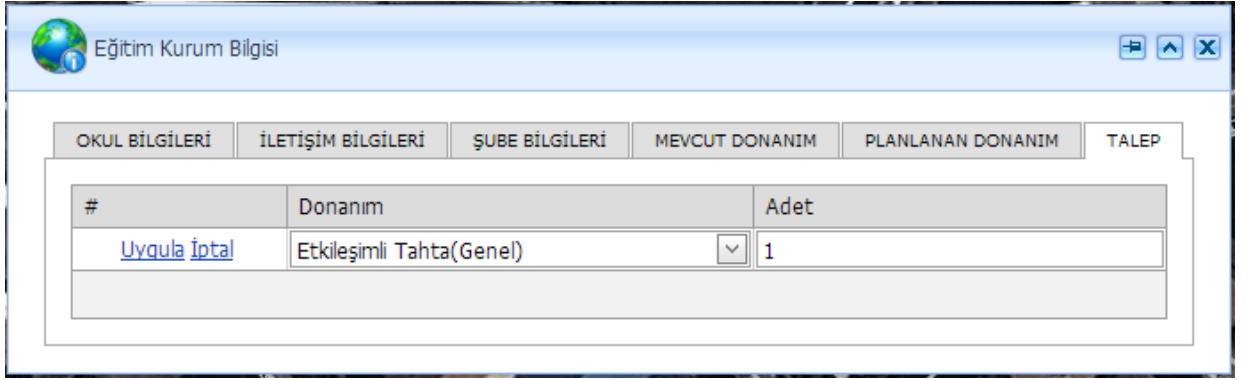 Eğitim Kurum Bilgisi
OKUL BİLGİLERİ İLETİŞİM BİLGİLERİ ŞUBE BİLGİLERİ MEVCUT DONANIM PLANLANAN DONANIM TALEP
# Donanım Adet
Uygula İptal Etkileşimli Tahta(Genel) 1